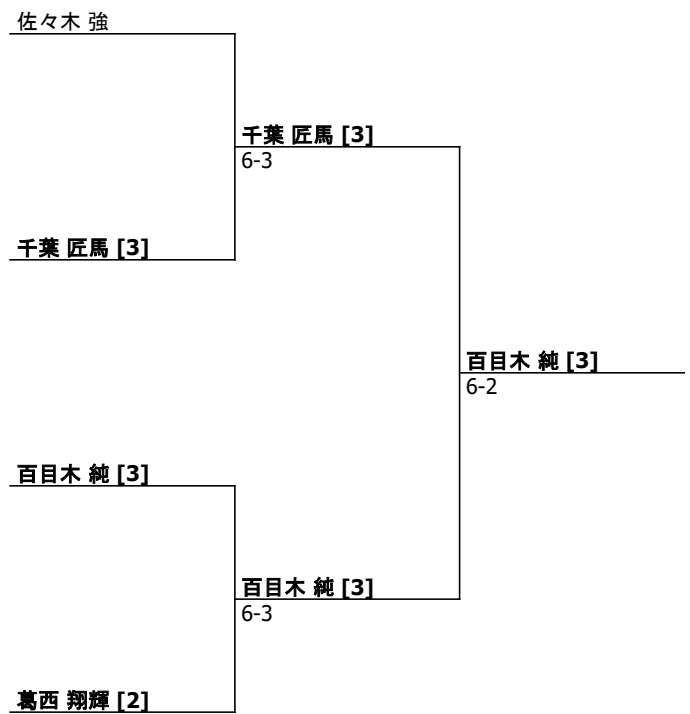 佐々木 強
千葉 匠馬 [3]
6-3
千葉 匠馬 [3]
百目木 純 [3]
6-2
百目木 純 [3]
百目木 純 [3]
6-3
葛西 翔輝 [2]